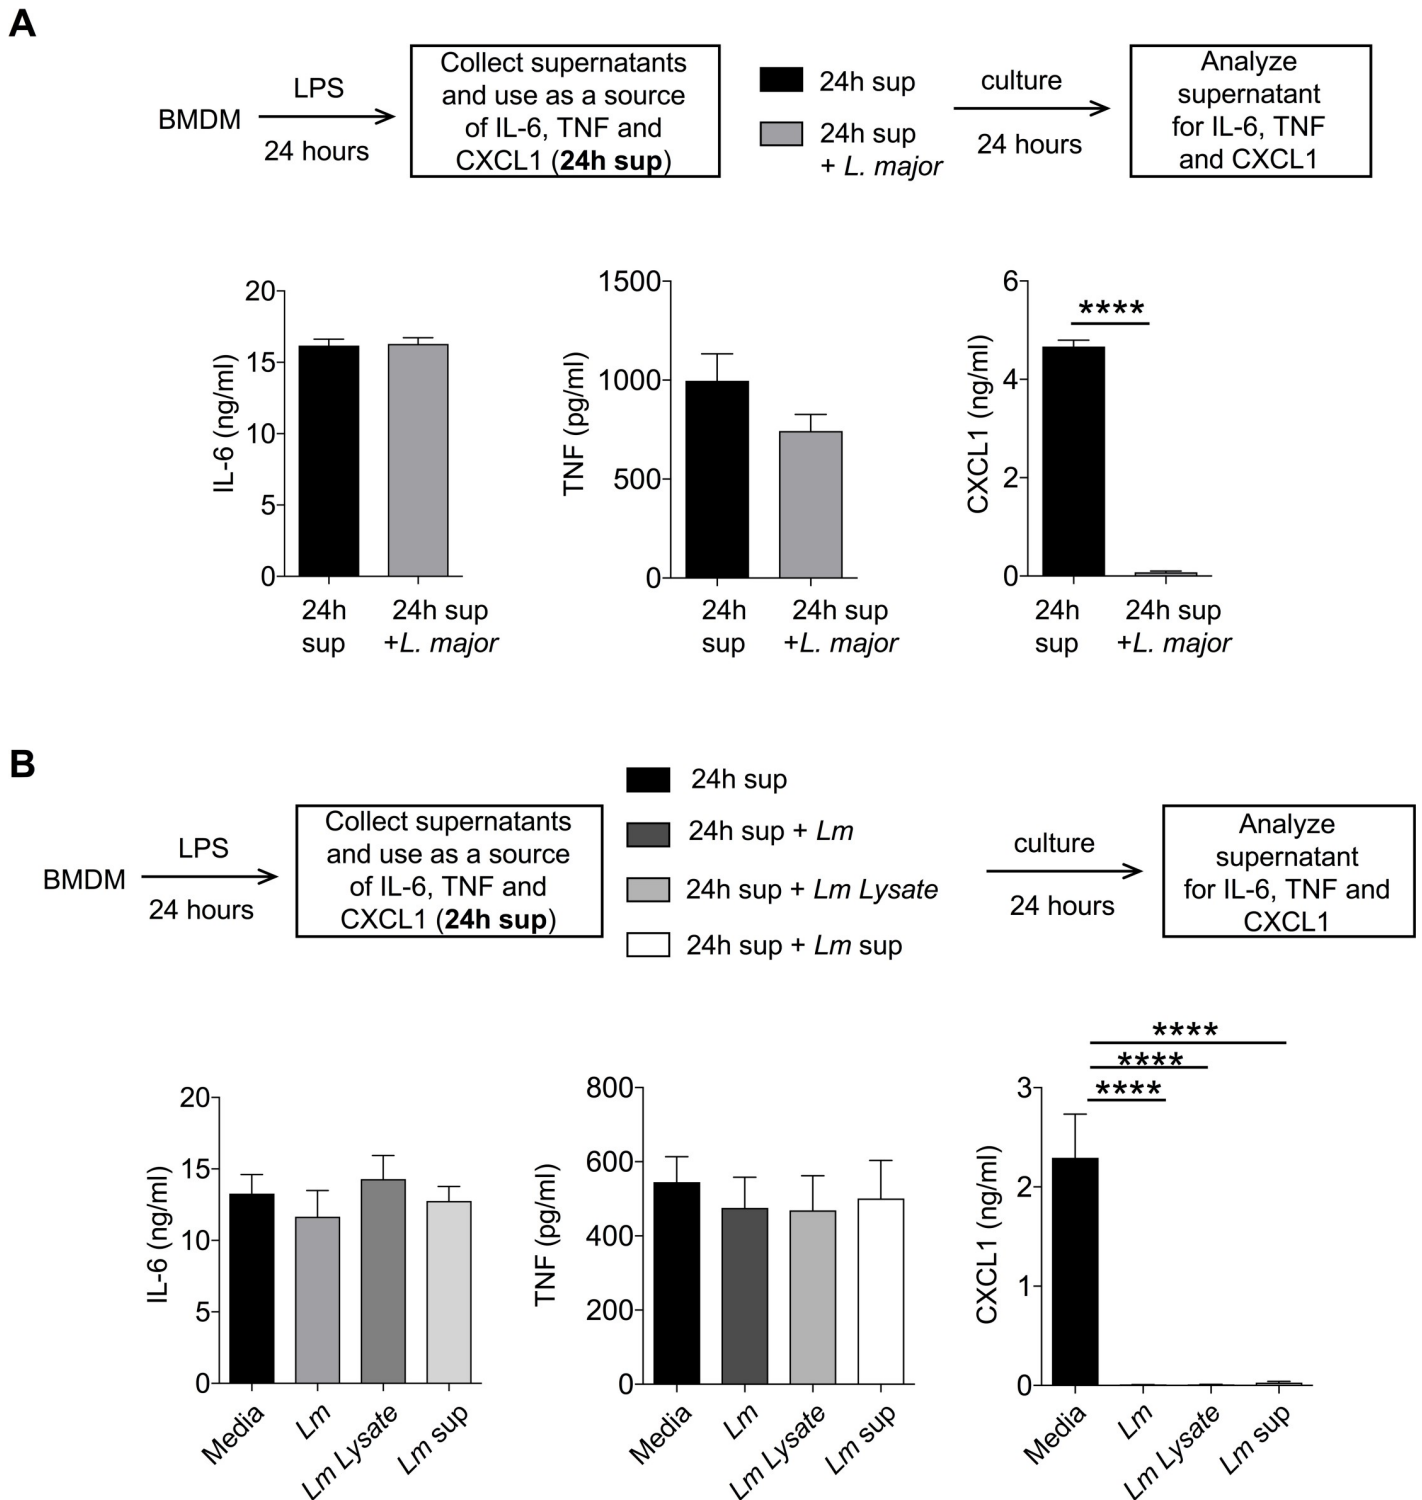 A
BMDM
LPS
24 hours
Collect supernatants
and use as a source
of IL-6, TNF and
CXCL1 (24h sup)
24h sup
24h sup
+ L. major
culture
24 hours
Analyze
supernatant
for IL-6, TNF
and CXCL1
IL-6 (ng/ml)
20
15
10
5
0
24h
sup
24h sup
+L. major
TNF (pg/ml)
1500
1000
500
0
24h
sup
24h sup
+L. major
CXCL1 (ng/ml)
6
4
2
0
****
24h
sup
24h sup
+L. major
B
BMDM
LPS
24 hours
Collect supernatants
and use as a source
of IL-6, TNF and
CXCL1 (24h sup)
24h sup
24h sup + Lm
24h sup + Lm Lysate
24h sup + Lm sup
culture
24 hours
Analyze
supernatant
for IL-6, TNF and
CXCL1
IL-6 (ng/ml)
20
15
10
5
0
Media
Lm
Lm Lysate
Lm sup
TNF (pg/ml)
800
600
400
200
0
Media
Lm
Lm Lysate
Lm sup
CXCL1 (ng/ml)
3
2
1
0
****
****
****
Media
Lm
Lm Lysate
Lm sup